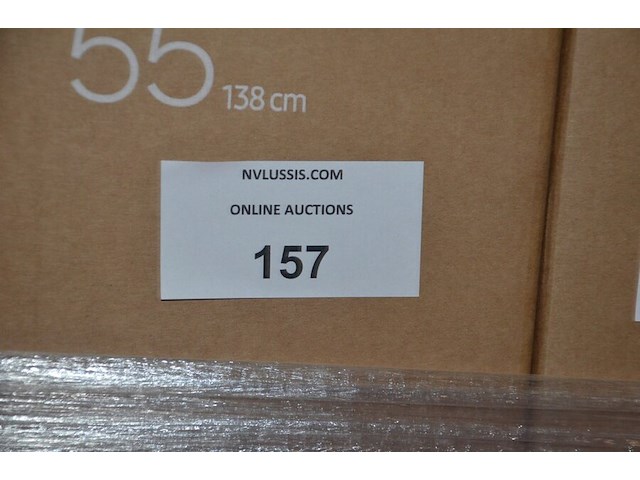 55 138 cm
NVLUSSIS.COM
ONLINE AUCTIONS
157